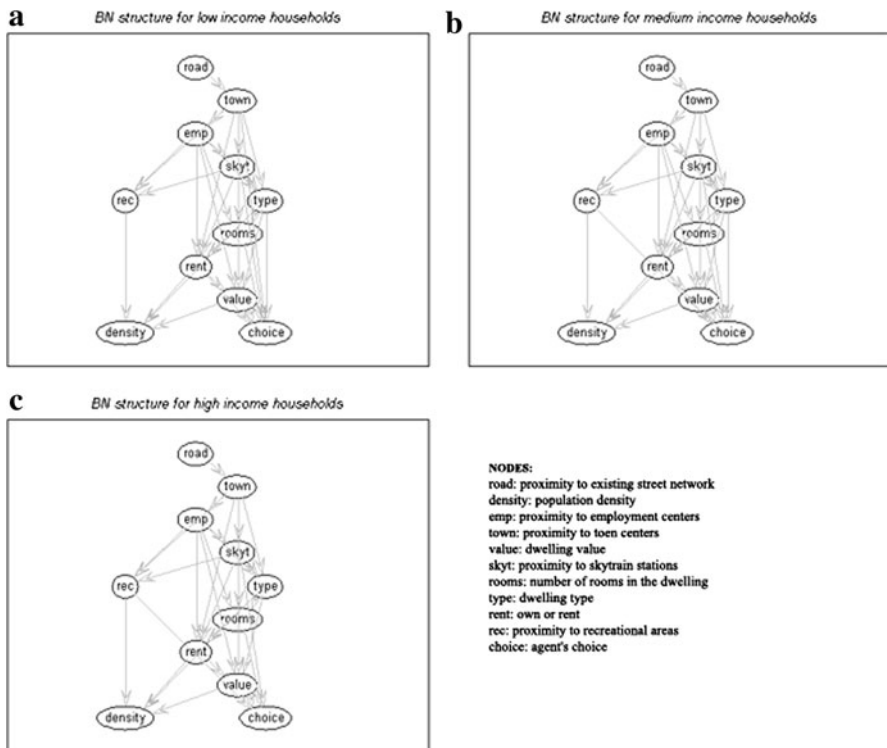 a
BN structure for low income households
road
town
emp
skyt
rec
type
rooms
rent
value
density
choice
b
BN structure for medium income households
road
town
emp
skyt
rec
type
rooms
rent
value
density
choice
c
BN structure for high income households
road
town
emp
skyt
rec
type
rooms
rent
value
density
choice
NODES:
road: proximity to existing street network
density: population density
emp: proximity to employment centers
town: proximity to toen centers
value: dwelling value
skyt: proximity to skytrain stations
rooms: number of rooms in the dwelling
type: dwelling type
rent: own or rent
rec: proximity to recreational areas
choice: agent's choice